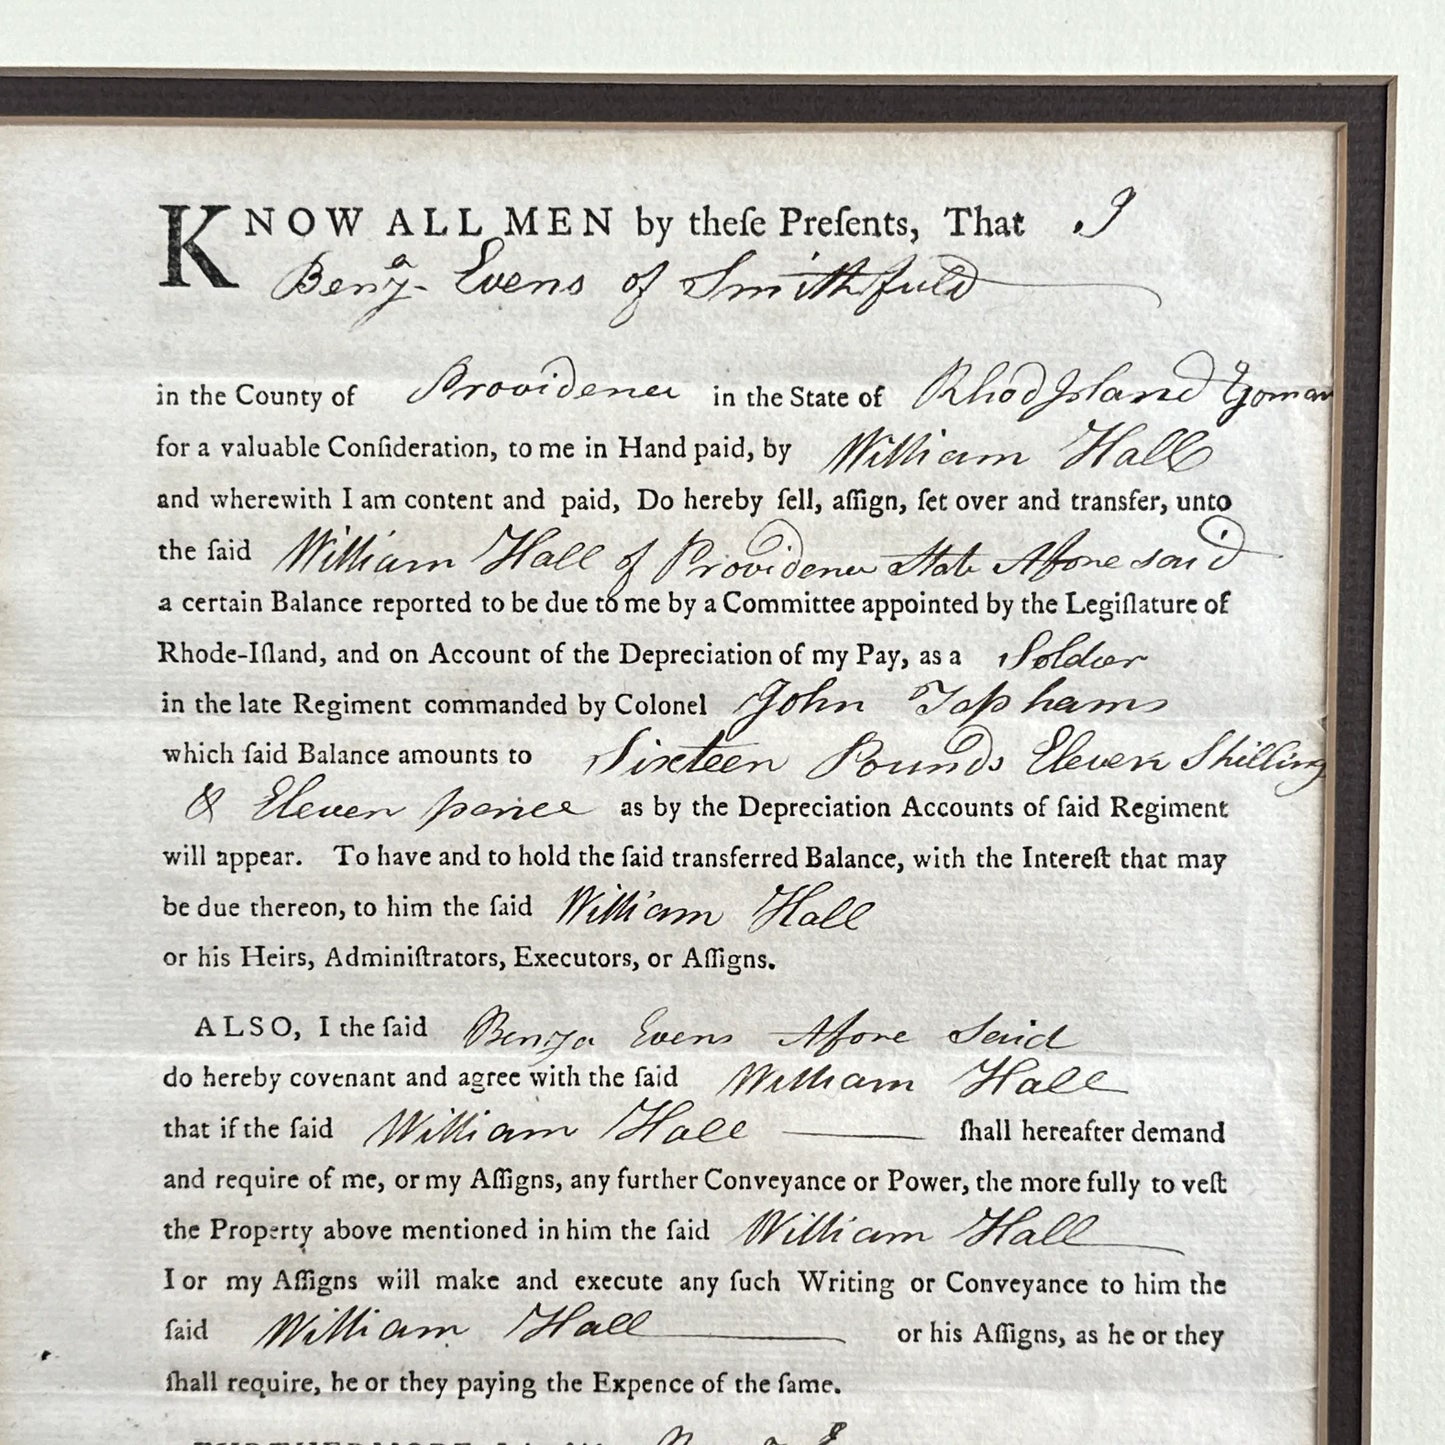 KNOW ALL MEN by theſe Preſents, That I
Benjª Evens of Smithfield
in the County of Providence in the State of Rhod Island Yoman
for a valuable Conſideration, to me in Hand paid, by William Hall
and wherewith I am content and paid, Do hereby ſell, aſſign, ſet over and transfer, unto
the ſaid William Hall of Providence State Afore said
a certain Balance reported to be due to me by a Committee appointed by the Legiſlature of
Rhode-Iſland, and on Account of the Depreciation of my Pay, as a Soldier
in the late Regiment commanded by Colonel John Tophams
which ſaid Balance amounts to Sixteen Pounds Eleven Shilling
& Eleven pence as by the Depreciation Accounts of ſaid Regiment
will appear. To have and to hold the ſaid transferred Balance, with the Intereſt that may
be due thereon, to him the ſaid William Hall
or his Heirs, Adminiſtrators, Executors, or Aſſigns.
ALSO, I the ſaid Benja Evens Afore Said
do hereby covenant and agree with the ſaid William Hall
that if the ſaid William Hall ſhall hereafter demand
and require of me, or my Aſſigns, any further Conveyance or Power, the more fully to veſt
the Property above mentioned in him the ſaid William Hall
I or my Aſſigns will make and execute any ſuch Writing or Conveyance to him the
ſaid William Hall or his Aſſigns, as he or they
ſhall require, he or they paying the Expence of the ſame.
FURTHERMORE